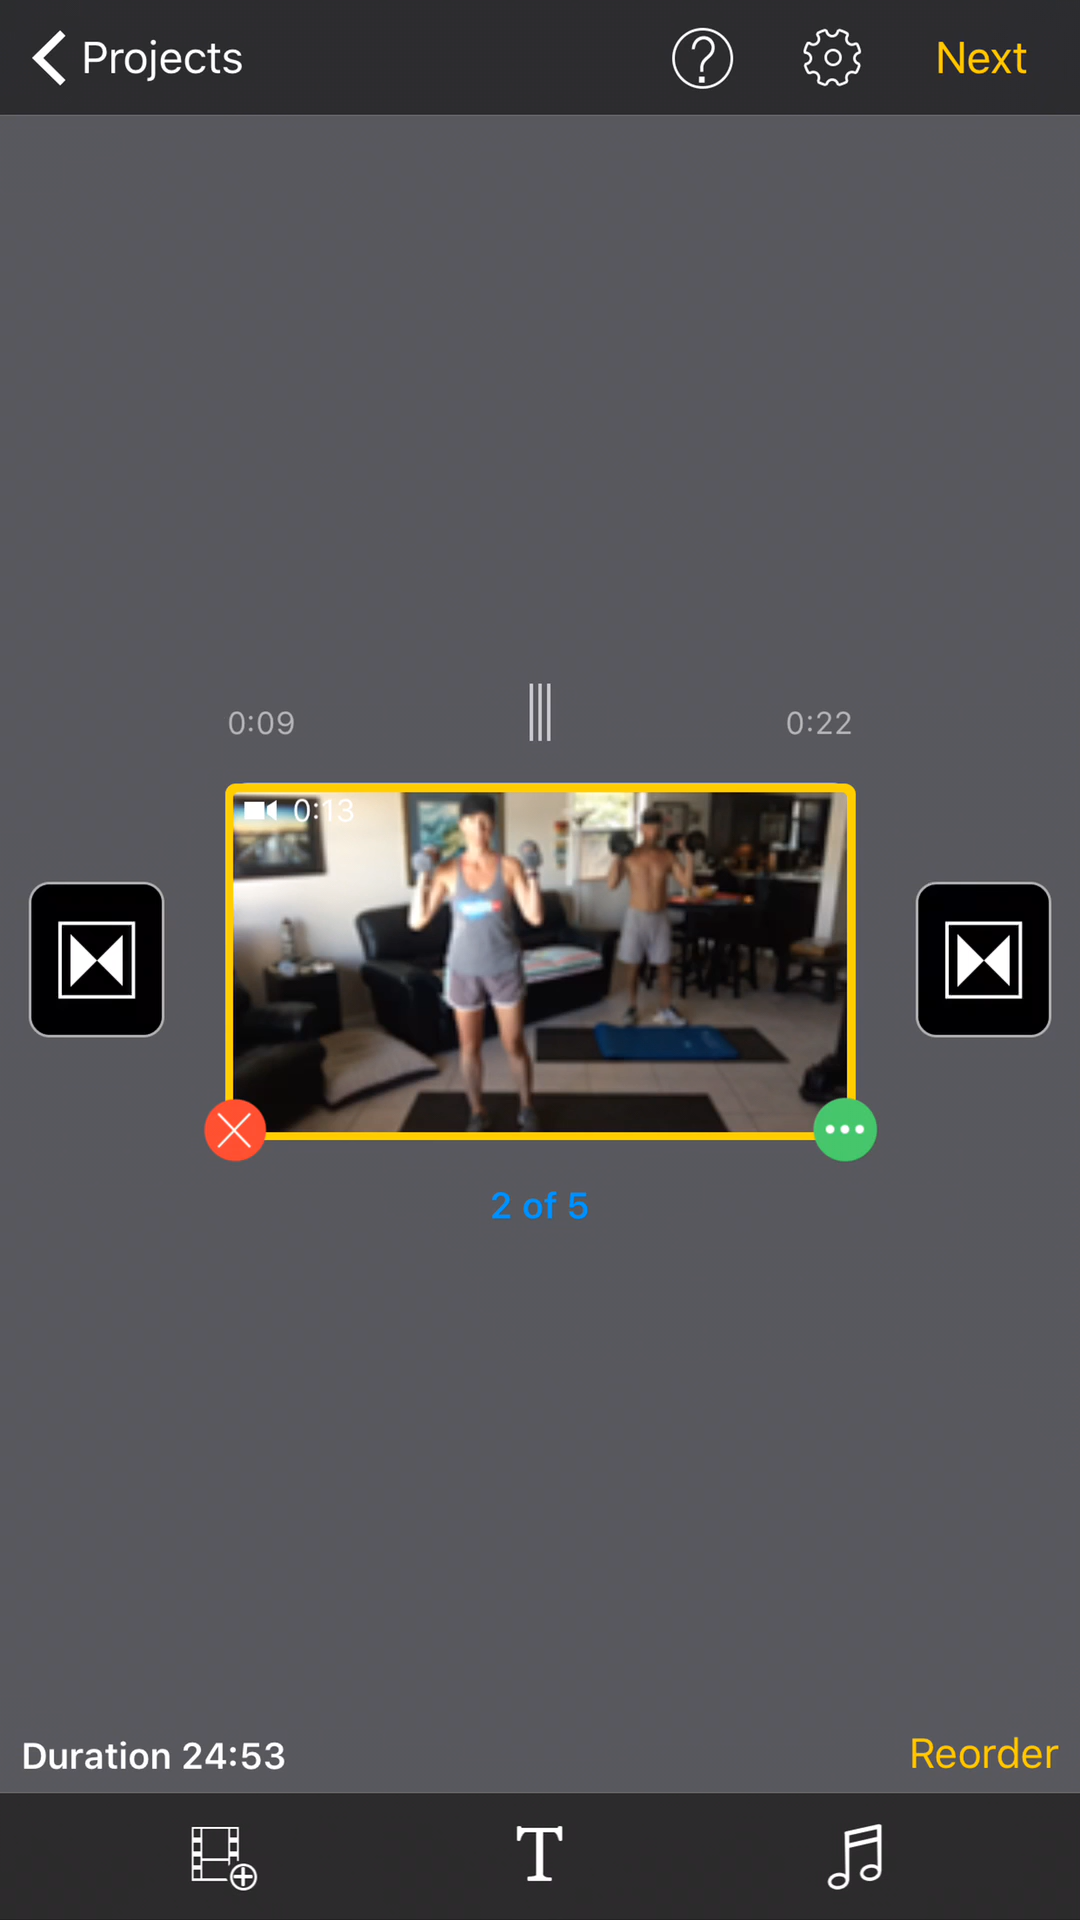 Projects
Next
0:09
0:22
0:13
2 of 5
Duration 24:53
Reorder
T